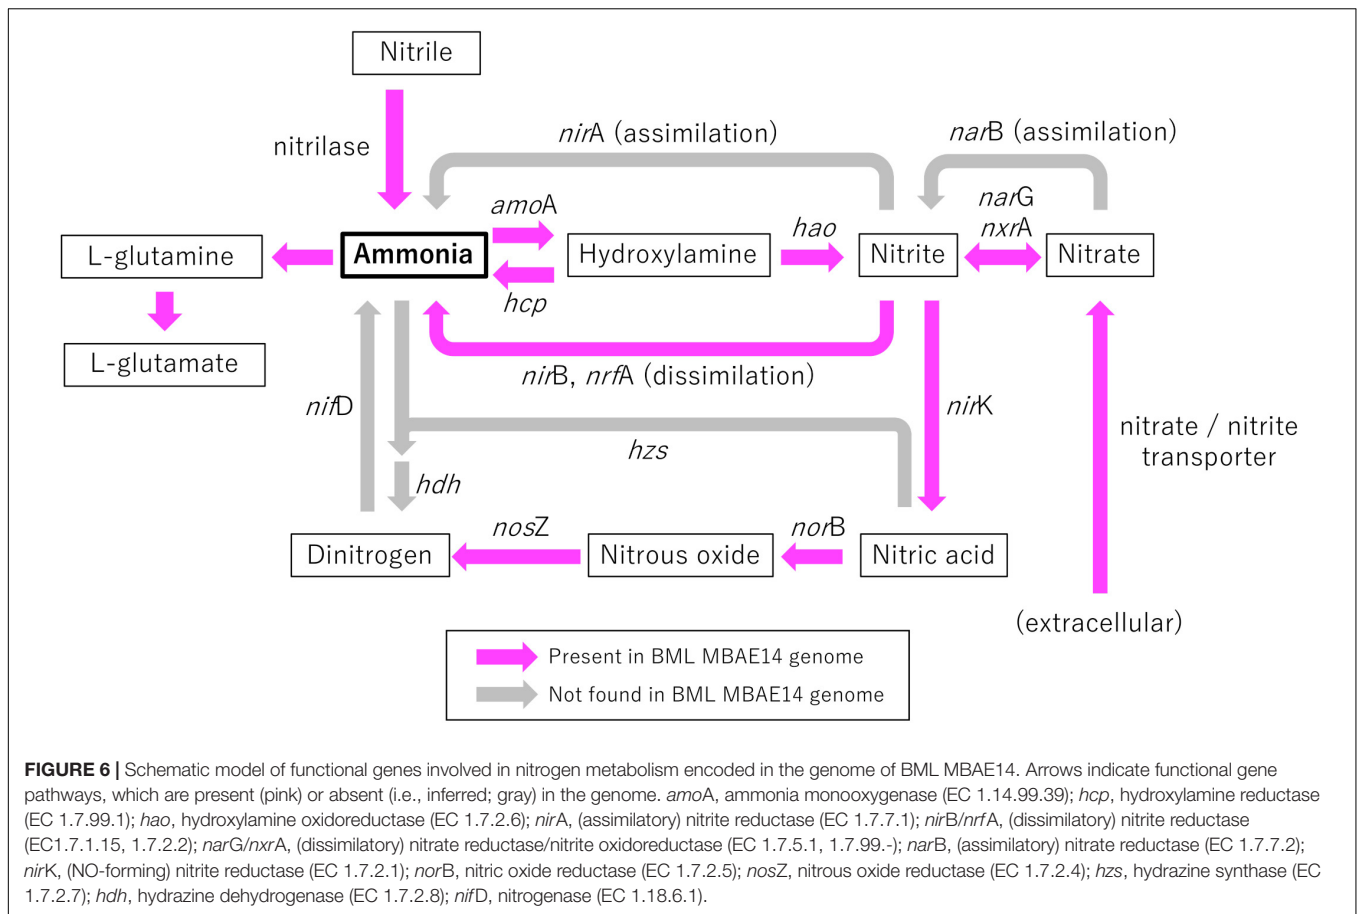 Nitrile
nitrilase
nirA (assimilation)
narB (assimilation)
amoA
hao
narG
nxrA
L-glutamine
Ammonia
Hydroxylamine
Nitrite
Nitrate
hcp
L-glutamate
nirB, nrfA (dissimilation)
nifD
nirK
nitrate / nitrite
transporter
hzs
hdh
nosZ
norB
Dinitrogen
Nitrous oxide
Nitric acid
(extracellular)
Present in BML MBAE14 genome
Not found in BML MBAE14 genome
FIGURE 6 | Schematic model of functional genes involved in nitrogen metabolism encoded in the genome of BML MBAE14. Arrows indicate functional gene
pathways, which are present (pink) or absent (i.e., inferred; gray) in the genome. amoA, ammonia monooxygenase (EC 1.14.99.39); hcp, hydroxylamine reductase
(EC 1.7.99.1); hao, hydroxylamine oxidoreductase (EC 1.7.2.6); nirA, (assimilatory) nitrite reductase (EC 1.7.7.1); nirB/nrfA, (dissimilatory) nitrite reductase
(EC1.7.1.15, 1.7.2.2); narG/nxrA, (dissimilatory) nitrate reductase/nitrite oxidoreductase (EC 1.7.5.1, 1.7.99.-); narB, (assimilatory) nitrate reductase (EC 1.7.7.2);
nirK, (NO-forming) nitrite reductase (EC 1.7.2.1); norB, nitric oxide reductase (EC 1.7.2.5); nosZ, nitrous oxide reductase (EC 1.7.2.4); hzs, hydrazine synthase (EC
1.7.2.7); hdh, hydrazine dehydrogenase (EC 1.7.2.8); nifD, nitrogenase (EC 1.18.6.1).